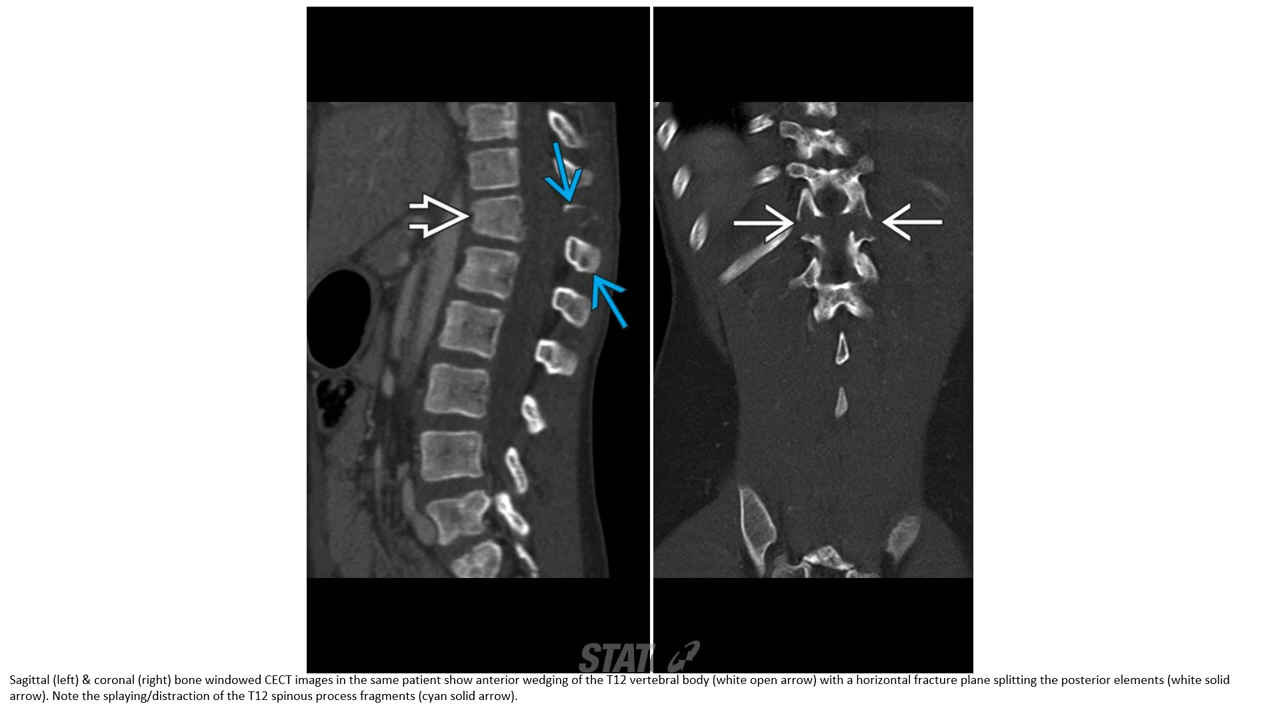 STAT
Sagittal (left) & coronal (right) bone windowed CECT images in the same patient show anterior wedging of the T12 vertebral body (white open arrow) with a horizontal fracture plane splitting the posterior elements (white solid
arrow). Note the splaying/distraction of the T12 spinous process fragments (cyan solid arrow).